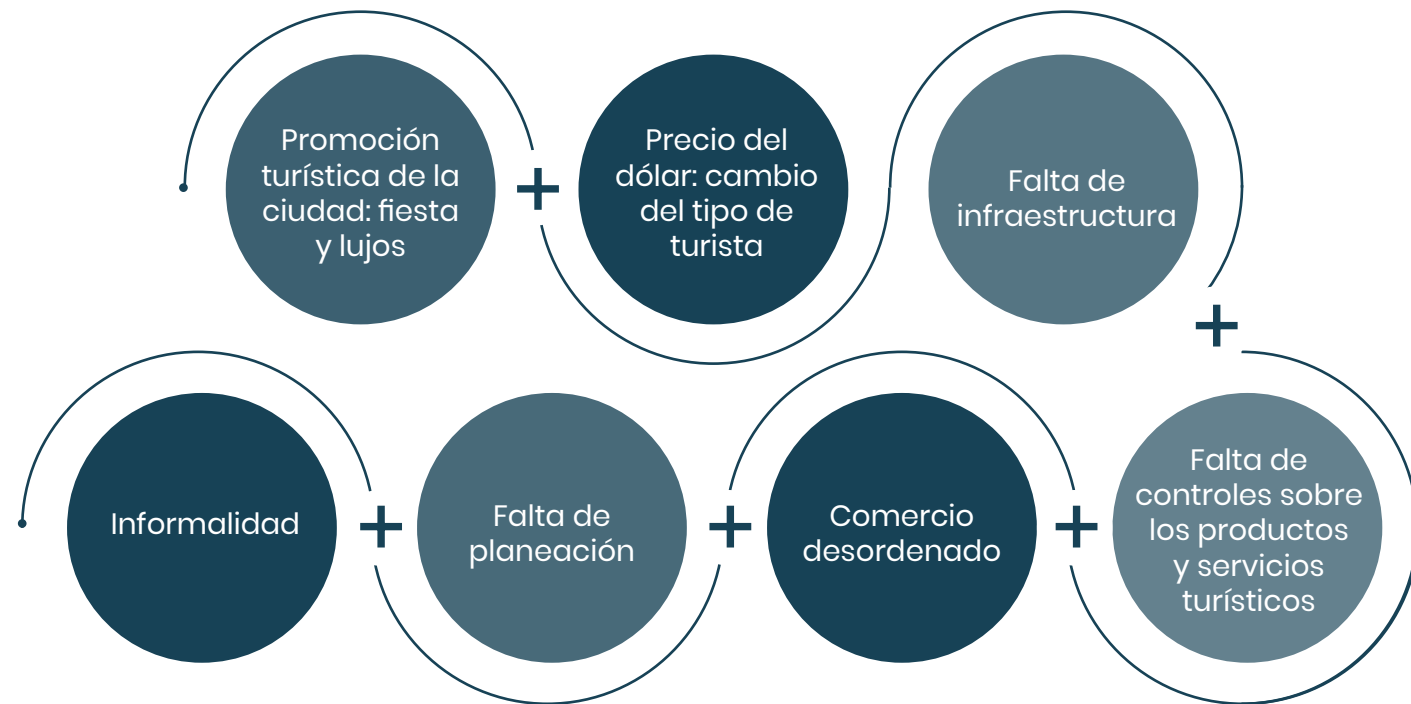 Promoción
turística de la
ciudad: fiesta
y lujos
+
Precio del
dólar: cambio
del tipo de
turista
Falta de
infraestructura
+
Informalidad
+
Falta de
planeación
+
Comercio
desordenado
+
Falta de
controles sobre
los productos
y servicios
turísticos